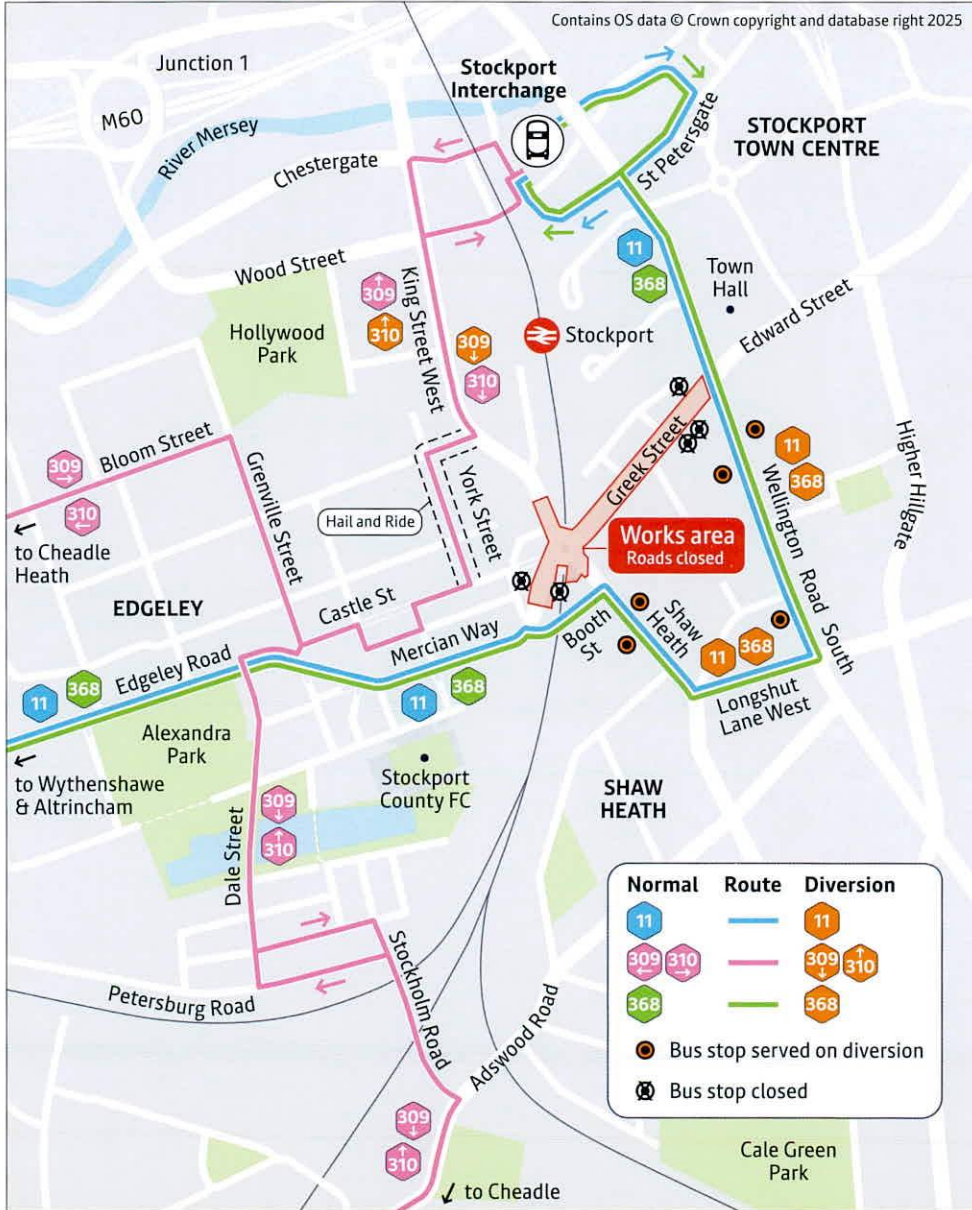 Contains OS data © Crown copyright and database right 2025
Junction 1
M60
River Mersey
Stockport
Interchange
STOCKPORT
TOWN CENTRE
St Petersgate
Chestergate
Wood Street
Hollywood
Park
King Street West
309
310
309
310
11
368
Town
Hall
Stockport
Edward Street
Higher Hillgate
Bloom Street
309
310
to Cheadle
Heath
Grenville Street
Hail and Ride
York Street
Greek Street
Works area
Roads closed
11
368
Wellington Road South
EDGELEY
Castle St
Mercian Way
Booth
St
Shaw
Heath
11
368
Longshut
Lane West
Edgeley Road
11
368
11
368
Alexandra
Park
to Wythenshawe
& Altrincham
Stockport
County FC
SHAW
HEATH
Dale Street
309
310
Petersburg Road
Stockholm Road
Adswood Road
309
310
to Cheadle
Cale Green
Park
Normal Route Diversion
11 11
309 310 309 310
368 368
Bus stop served on diversion
Bus stop closed